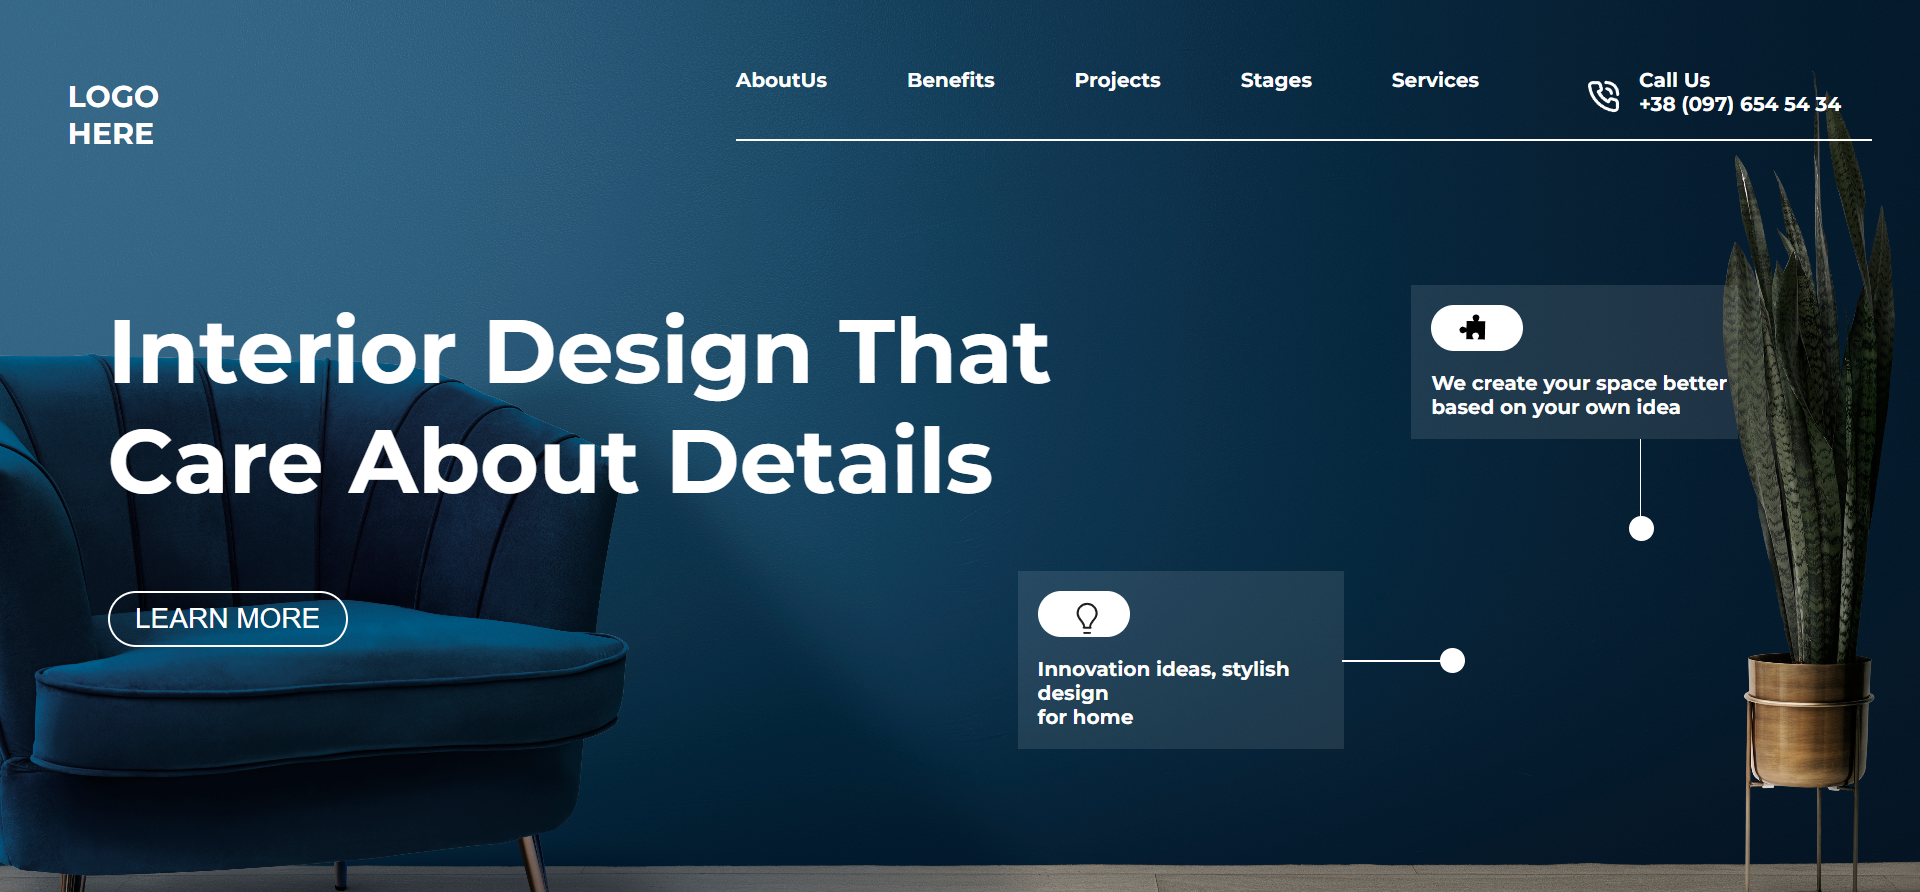 LOGO
HERE
AboutUs
Benefits
Projects
Stages
Services
Call Us
+38 (097) 654 54 34
Interior Design That
Care About Details
We create your space better
based on your own idea
LEARN MORE
Innovation ideas, stylish
design
for home